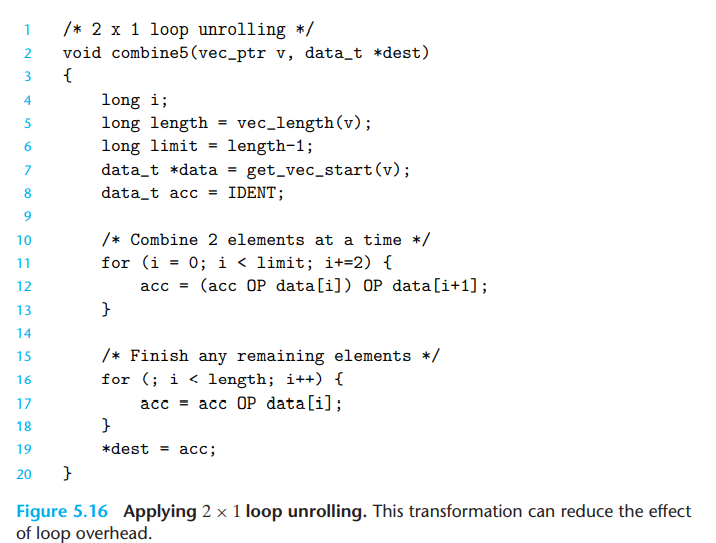 1 /* 2 x 1 loop unrolling */
2 void combine5(vec_ptr v, data_t *dest)
3 {
4     long i;
5     long length = vec_length(v);
6     long limit = length-1;
7     data_t *data = get_vec_start(v);
8     data_t acc = IDENT;
9
10     /* Combine 2 elements at a time */
11     for (i = 0; i < limit; i+=2) {
12         acc = (acc OP data[i]) OP data[i+1];
13     }
14
15     /* Finish any remaining elements */
16     for (; i < length; i++) {
17         acc = acc OP data[i];
18     }
19     *dest = acc;
20 }
Figure 5.16 Applying 2 × 1 loop unrolling. This transformation can reduce the effect
of loop overhead.